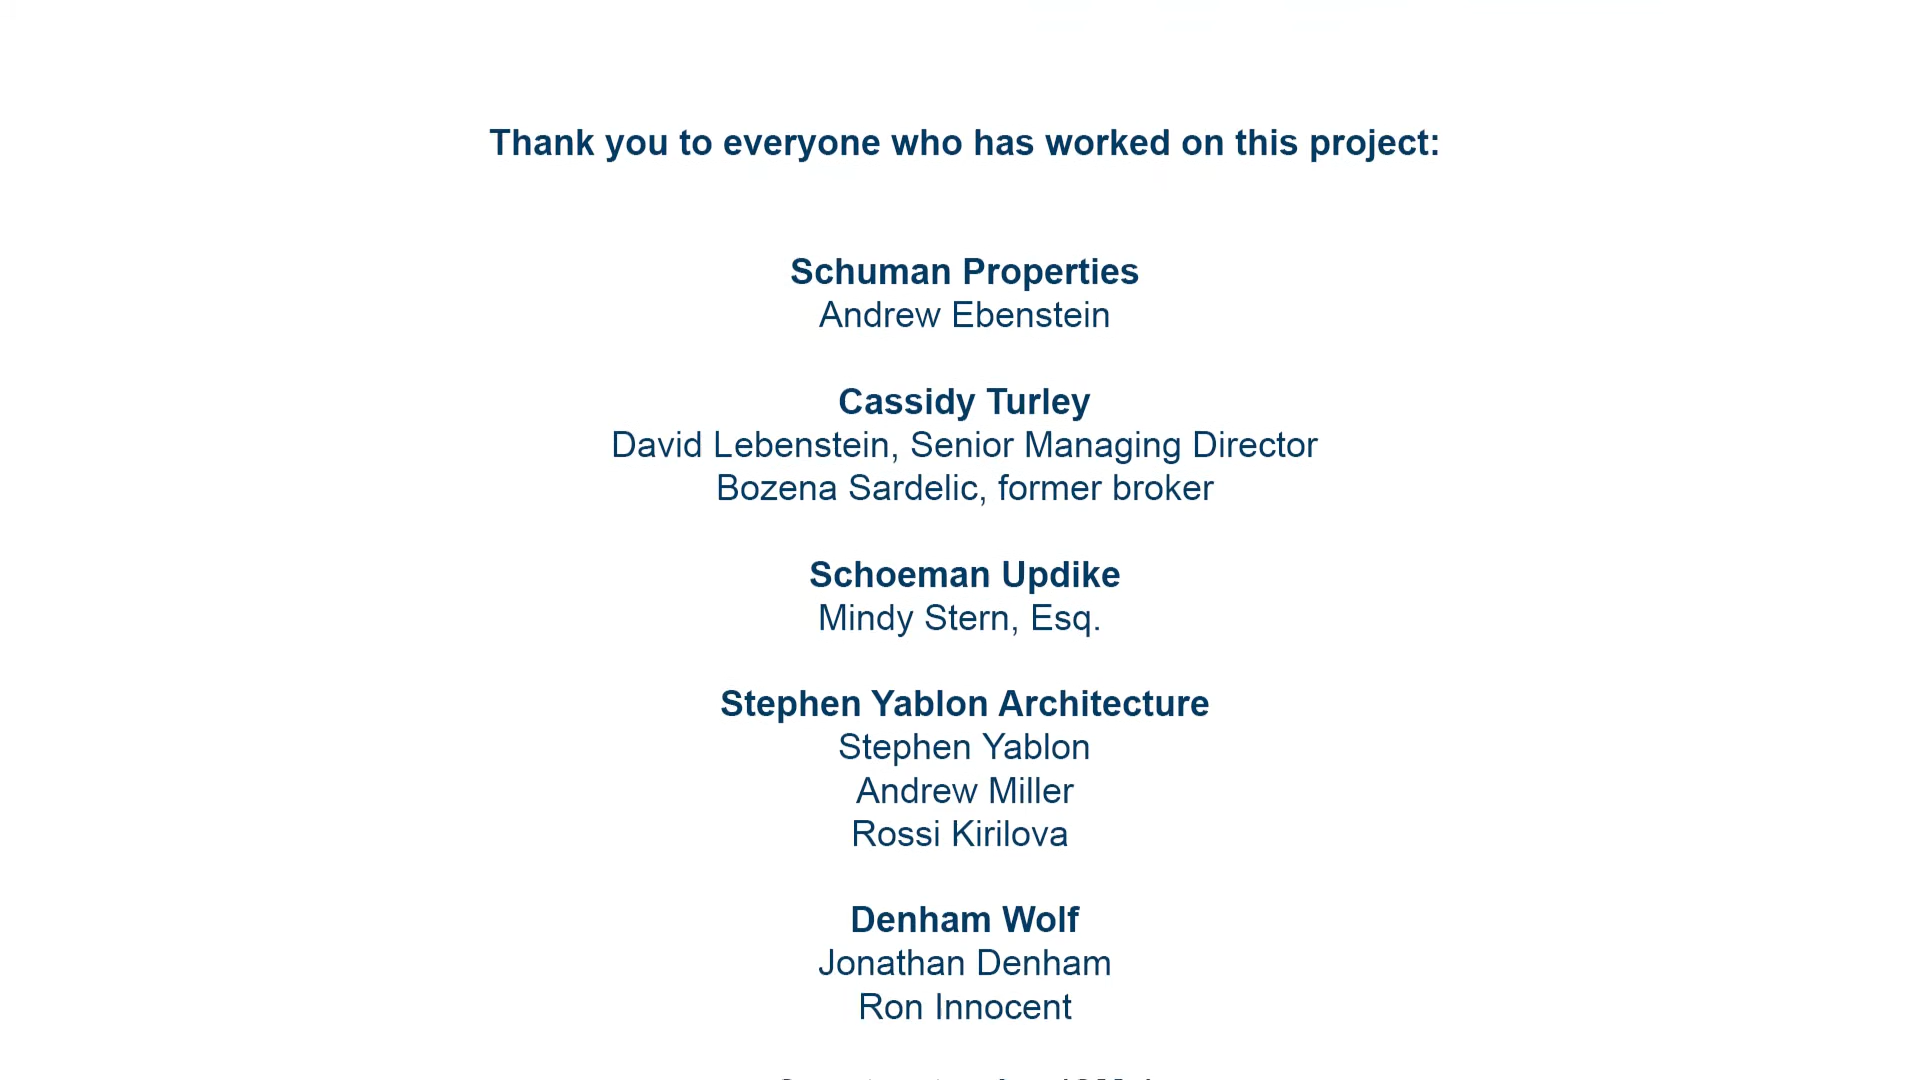 Thank you to everyone who has worked on this project:
Schuman Properties
Andrew Ebenstein
Cassidy Turley
David Lebenstein, Senior Managing Director
Bozena Sardelic, former broker
Schoeman Updike
Mindy Stern, Esq.
Stephen Yablon Architecture
Stephen Yablon
Andrew Miller
Rossi Kirilova
Denham Wolf
Jonathan Denham
Ron Innocent